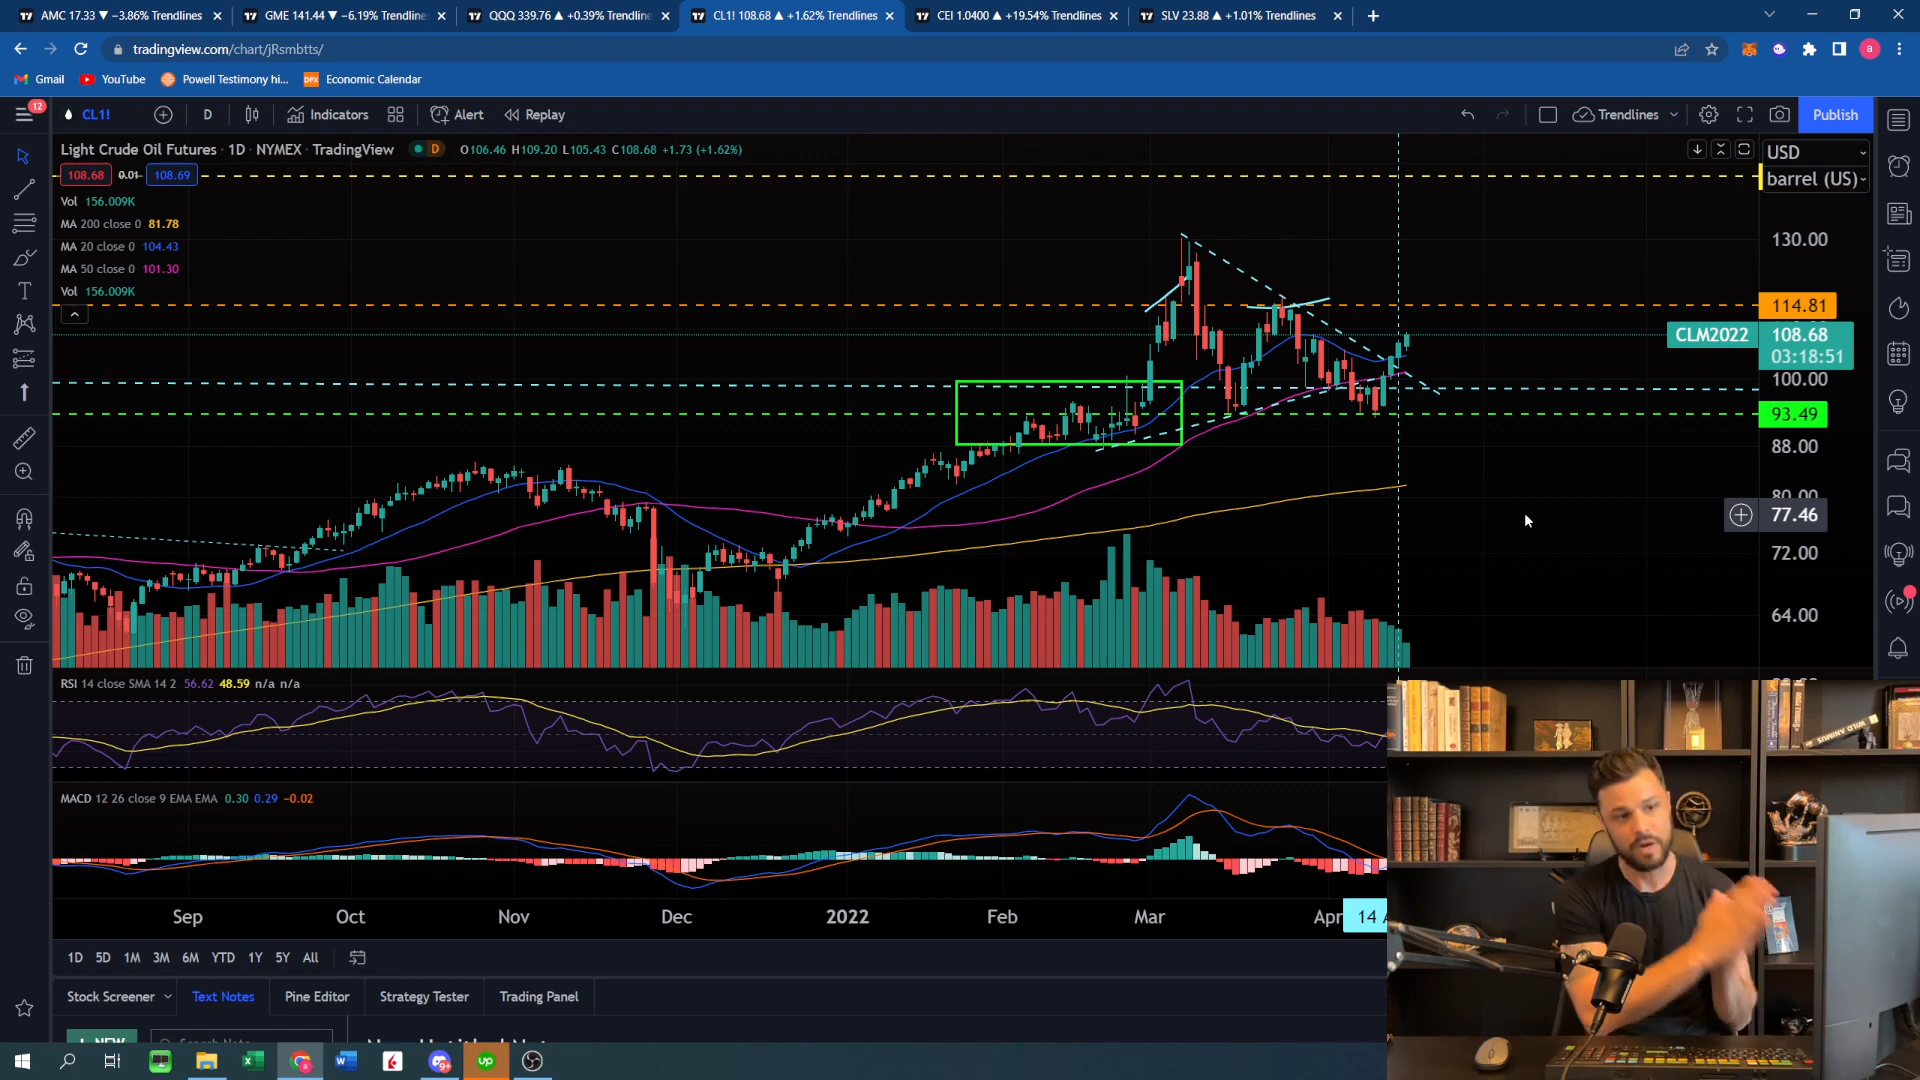 AMC 17.33 ▼ −3.86% Trendlines
GME 141.44 ▼ −6.19% Trendline
QQQ 339.76 ▲ +0.39% Trendline
CL1! 108.68 ▲ +1.62% Trendlines
CEI 1.0400 ▲ +19.54% Trendlines
SLV 23.88 ▲ +1.01% Trendlines
tradingview.com/chart/jRsmbtts/
a
Gmail
YouTube
Powell Testimony hi...
DFX
Economic Calendar
12
CL1!
D
Indicators
Alert
Replay
Trendlines
Publish
Light Crude Oil Futures · 1D · NYMEX · TradingView
D
O106.46 H109.20 L105.43 C108.68 +1.73 (+1.62%)
USD
barrel (US)
108.68
0.01
108.69
Vol 156.009K
MA 200 close 0 81.78
MA 20 close 0 104.43
MA 50 close 0 101.30
Vol 156.009K
130.00
114.81
CLM2022
108.68
03:18:51
100.00
93.49
88.00
80.00
77.46
72.00
64.00
RSI 14 close SMA 14 2 56.62 48.59 n/a n/a
MACD 12 26 close 9 EMA EMA 0.30 0.29 −0.02
Sep
Oct
Nov
Dec
2022
Feb
Mar
Apr
14
1D
5D
1M
3M
6M
YTD
1Y
5Y
All
Stock Screener
Text Notes
Pine Editor
Strategy Tester
Trading Panel
WILD ANIMUS
9+
up